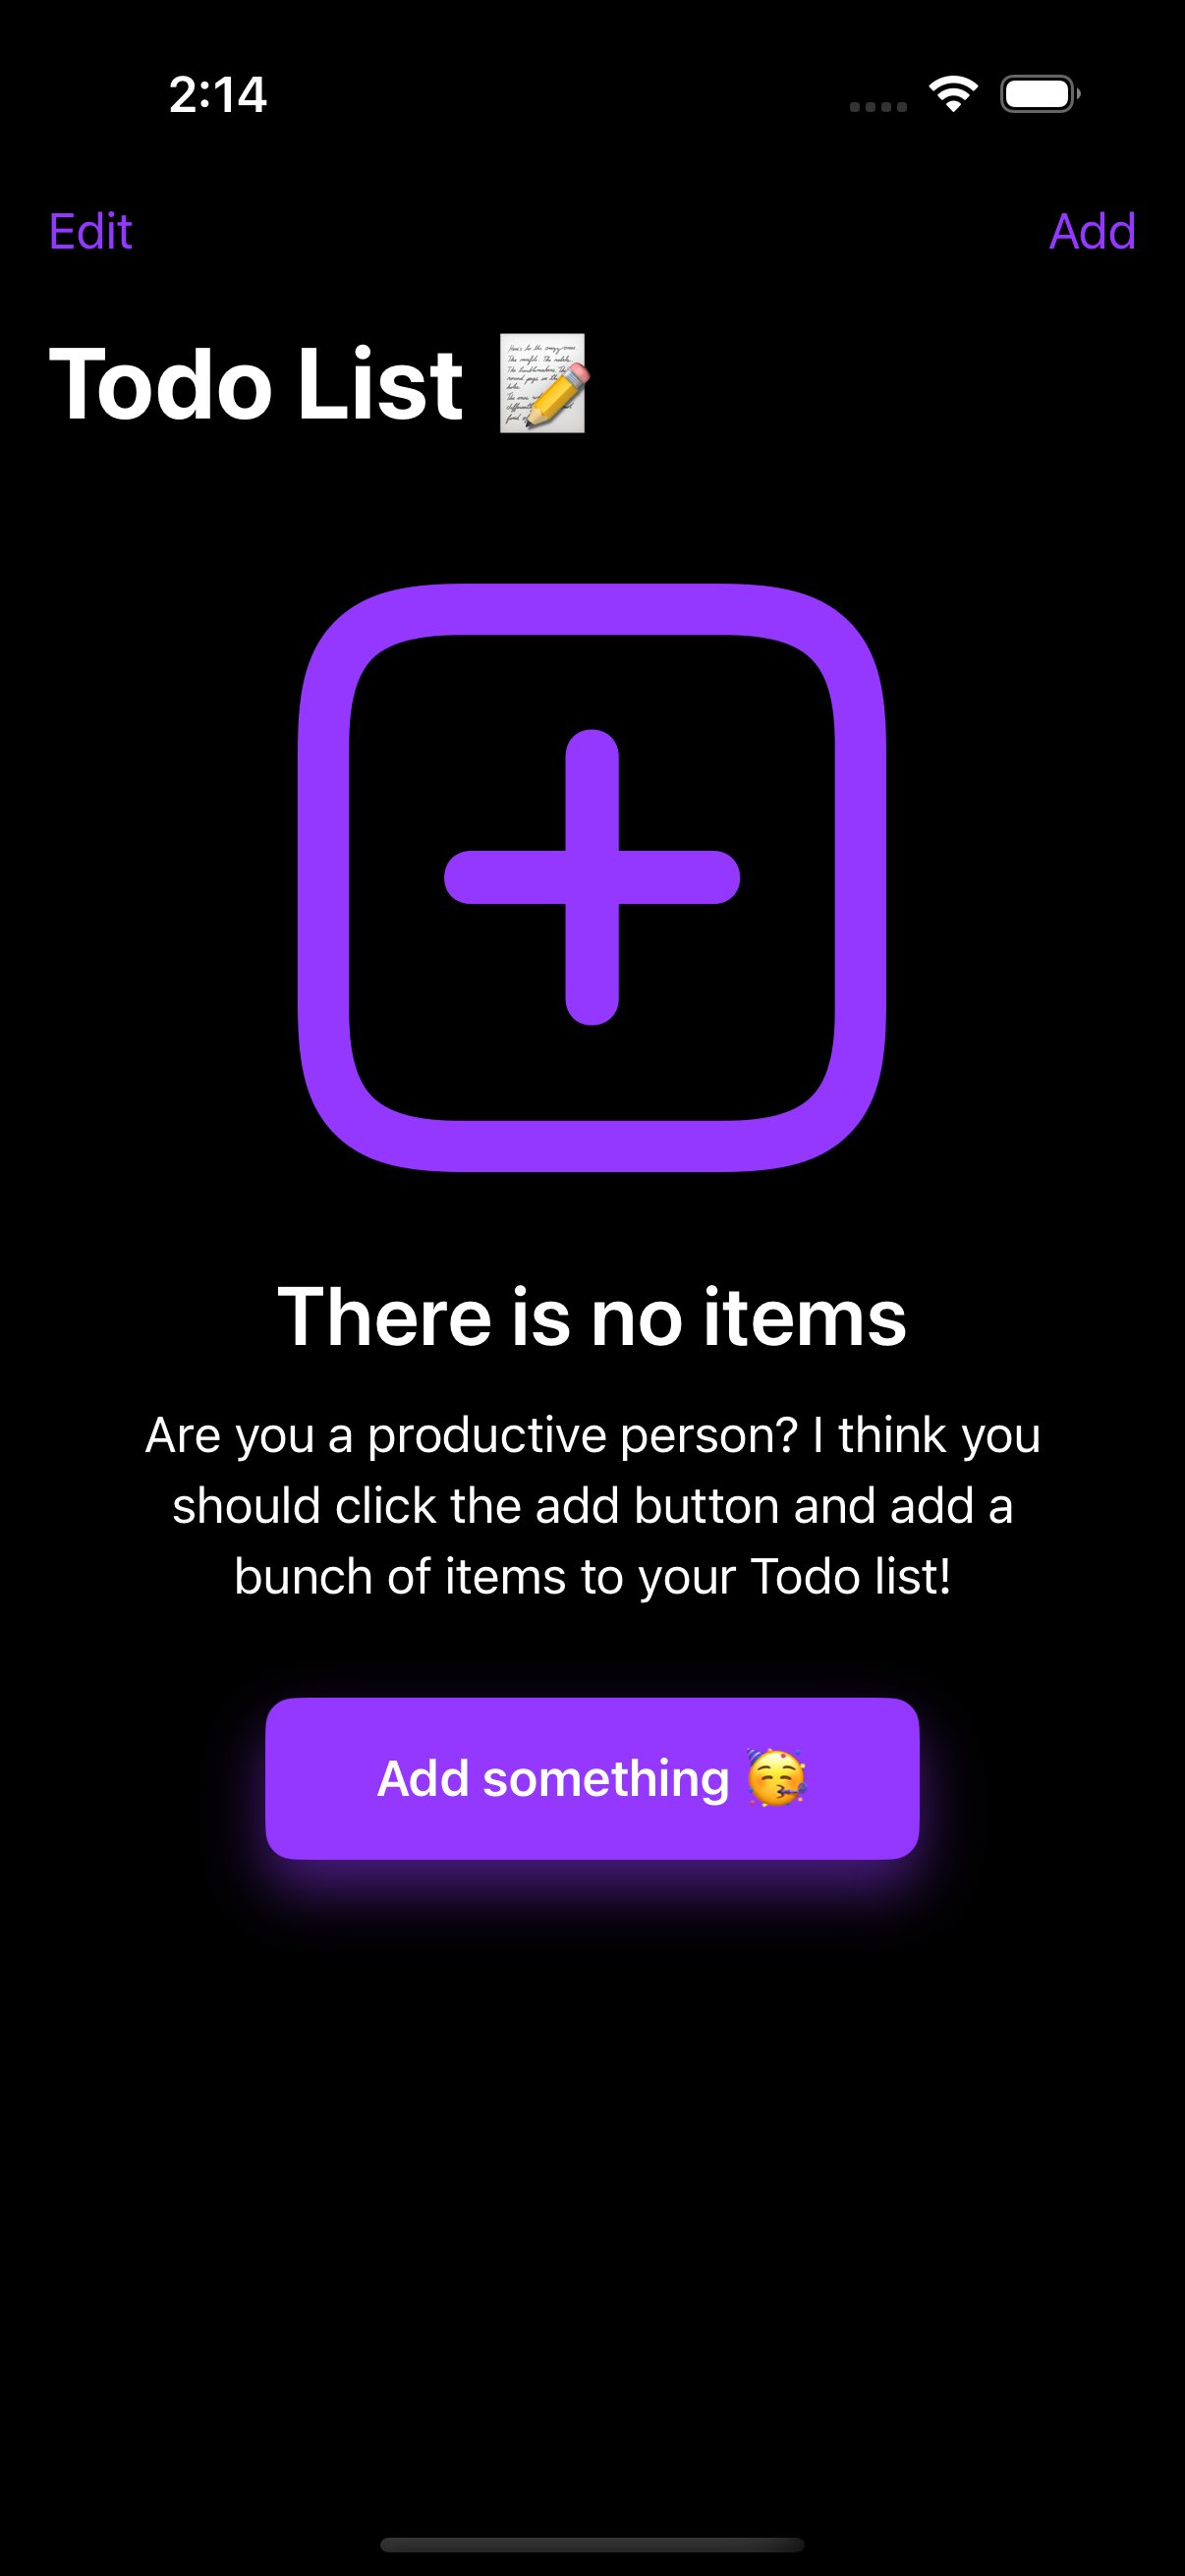 2:14
Edit
Add
Todo List 📝
There is no items
Are you a productive person? I think you
should click the add button and add a
bunch of items to your Todo list!
Add something 🥳